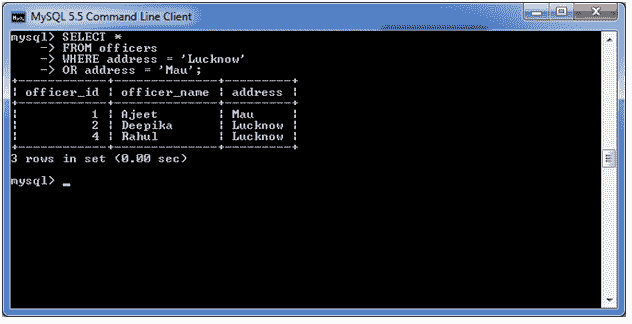 MySQL 5.5 Command Line Client
mysql> SELECT *
    -> FROM officers
    -> WHERE address = 'Lucknow'
    -> OR address = 'Mau';
+------------+--------------+---------+
| officer_id | officer_name | address |
+------------+--------------+---------+
|          1 | Ajeet        | Mau     |
|          2 | Deepika      | Lucknow |
|          4 | Rahul        | Lucknow |
+------------+--------------+---------+
3 rows in set (0.00 sec)
mysql> _